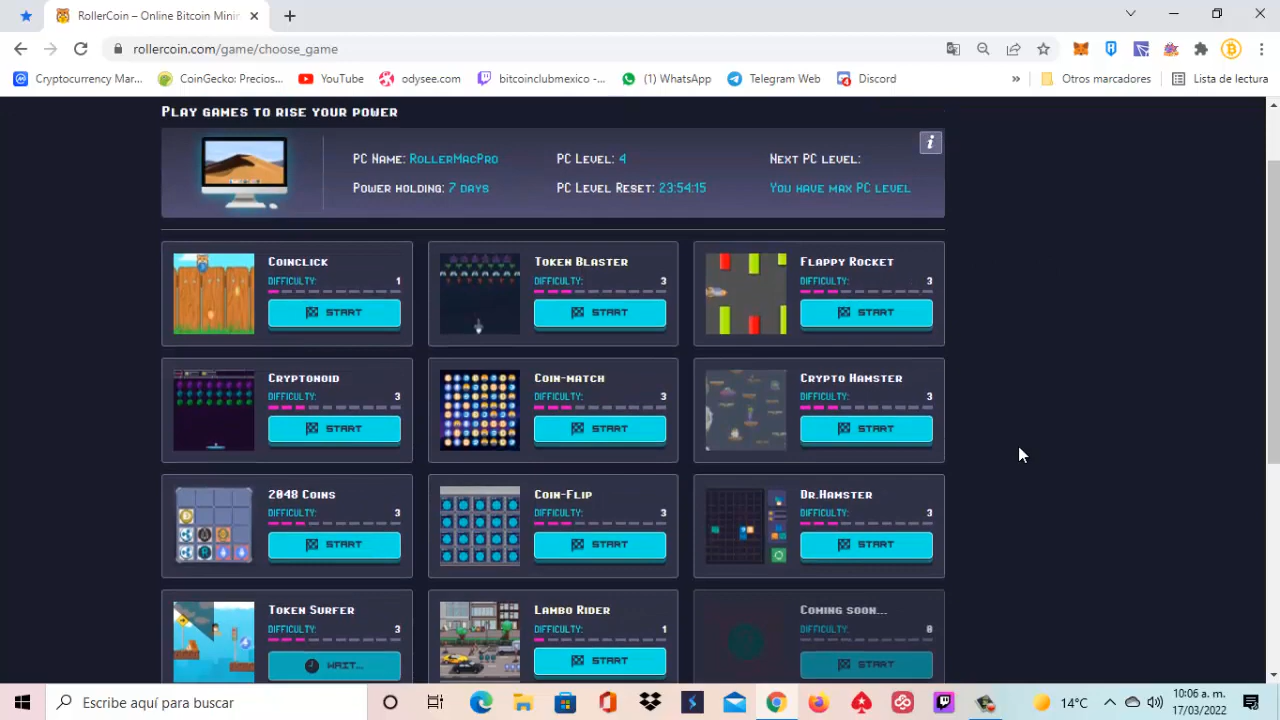 RollerCoin – Online Bitcoin Minin
rollercoin.com/game/choose_game
Cryptocurrency Mar...
CoinGecko: Precios...
YouTube
odysee.com
bitcoinclubmexico -...
(1) WhatsApp
Telegram Web
Discord
»
Otros marcadores
Lista de lectura
Play games to rise your power
PC Name: RollerMacPro
PC Level: 4
Next PC level:
Power holding: 7 days
PC Level Reset: 23:54:15
You have max PC level
CoinClick
Difficulty: 1
Start
Token Blaster
Difficulty: 3
Start
Flappy Rocket
Difficulty: 3
Start
Cryptonoid
Difficulty: 3
Start
Coin-match
Difficulty: 3
Start
Crypto Hamster
Difficulty: 3
Start
2048 Coins
Difficulty: 3
Start
Coin-Flip
Difficulty: 3
Start
Dr.Hamster
Difficulty: 3
Start
Token Surfer
Difficulty: 3
Wait...
Lambo Rider
Difficulty: 1
Start
Coming soon...
Difficulty: 0
Start
Escribe aquí para buscar
14°C
10:06 a. m.
17/03/2022